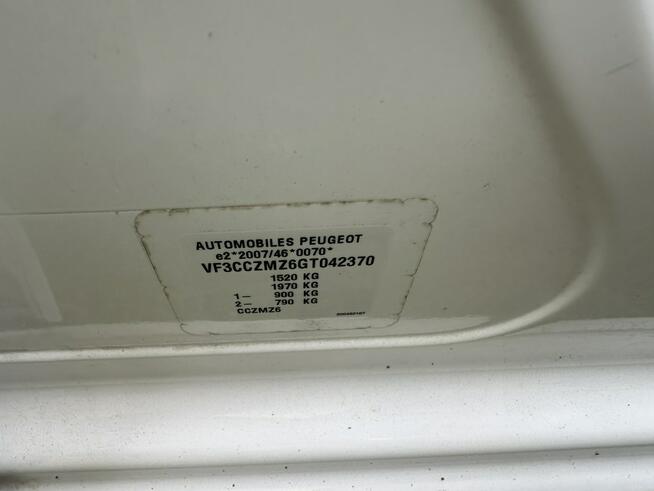 AUTOMOBILES PEUGEOT
e2*2007/46*0070*
VF3CCZMZ6GT042370
1520 KG
1970 KG
1— 900 KG
2— 790 KG
CCZMZ6